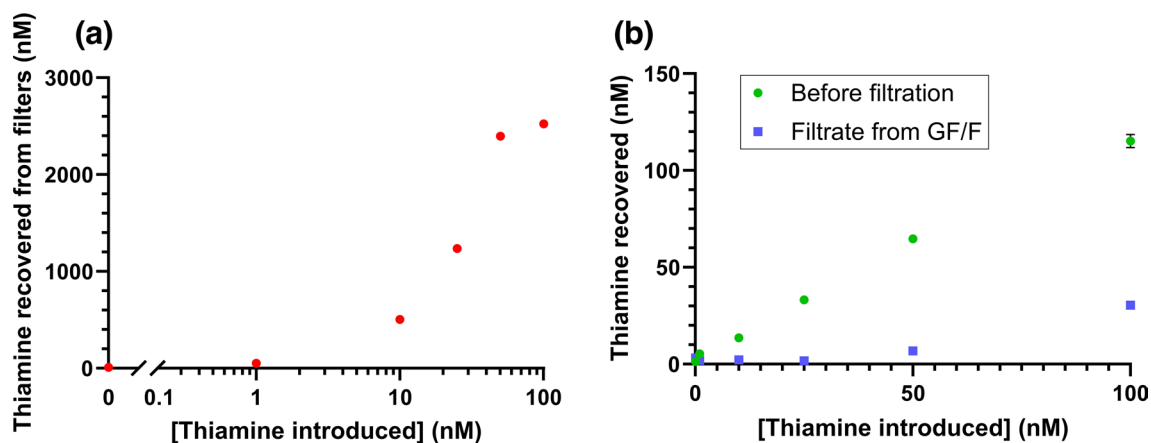 (a)
Thiamine recovered from filters (nM)
3000
2000
1000
0
0
0.1
1
10
100
[Thiamine introduced] (nM)
(b)
Thiamine recovered (nM)
150
100
50
0
Before filtration
Filtrate from GF/F
0
50
100
[Thiamine introduced] (nM)